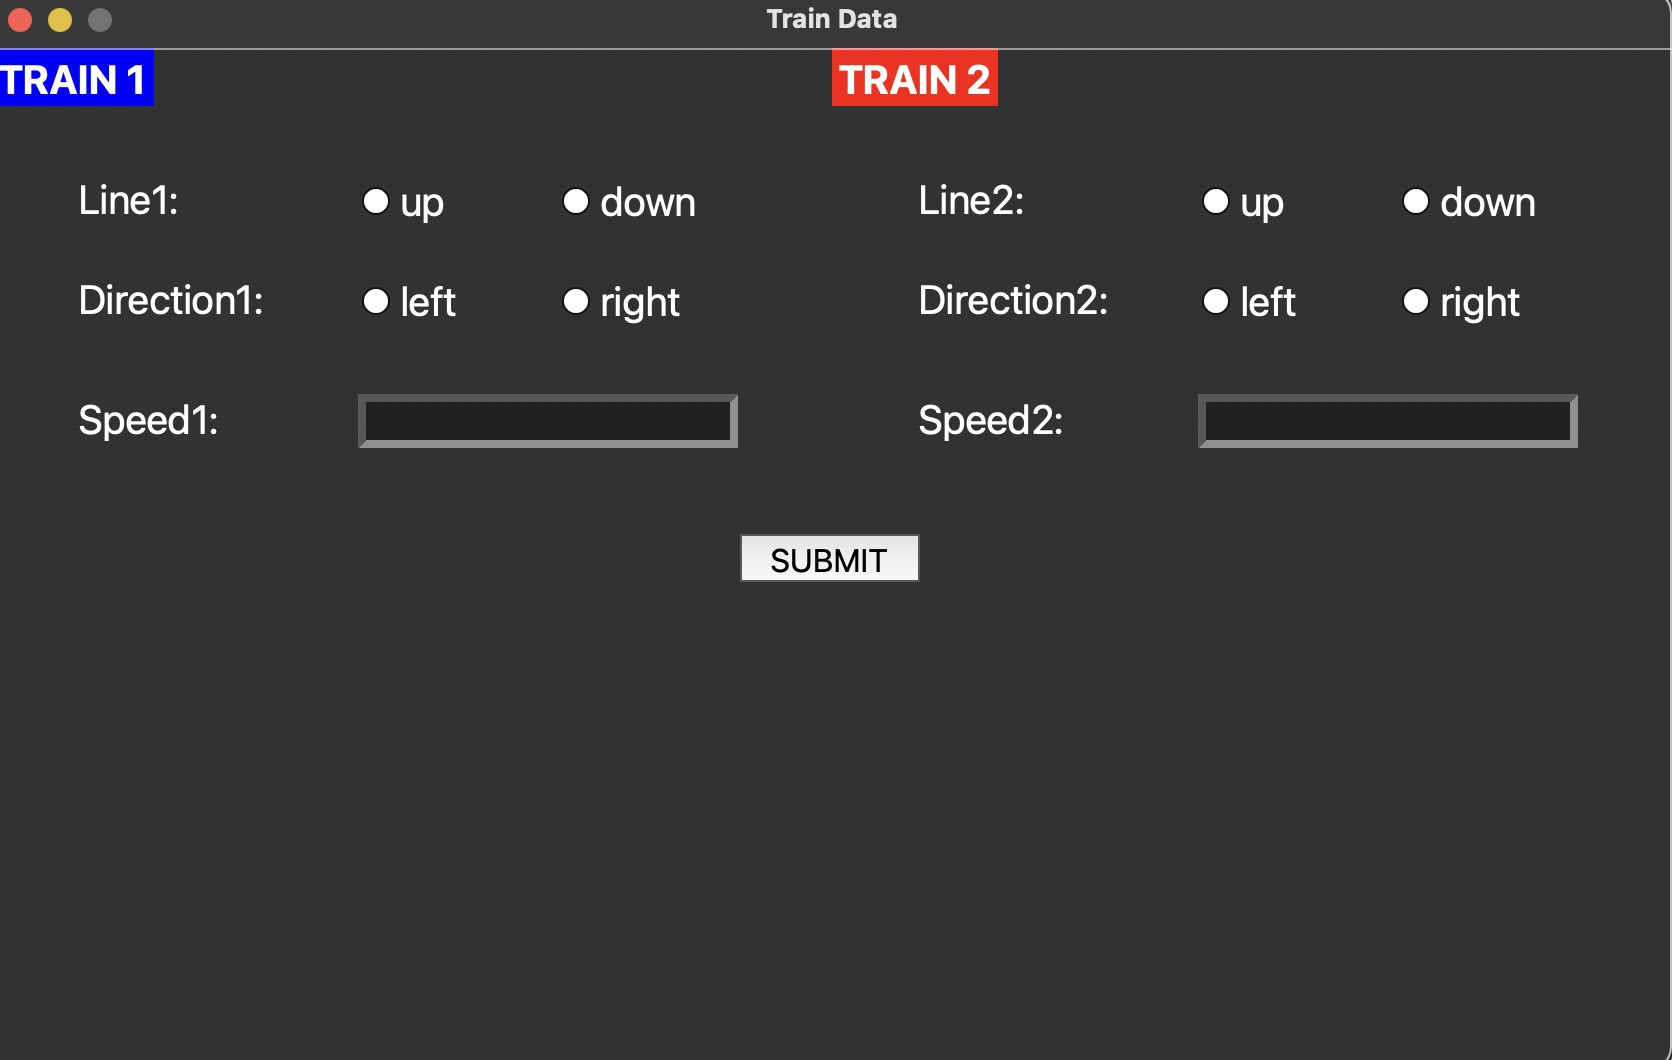 Train Data
TRAIN 1 TRAIN 2
Line1: up down Line2: up down
Direction1: left right Direction2: left right
Speed1: Speed2:
SUBMIT